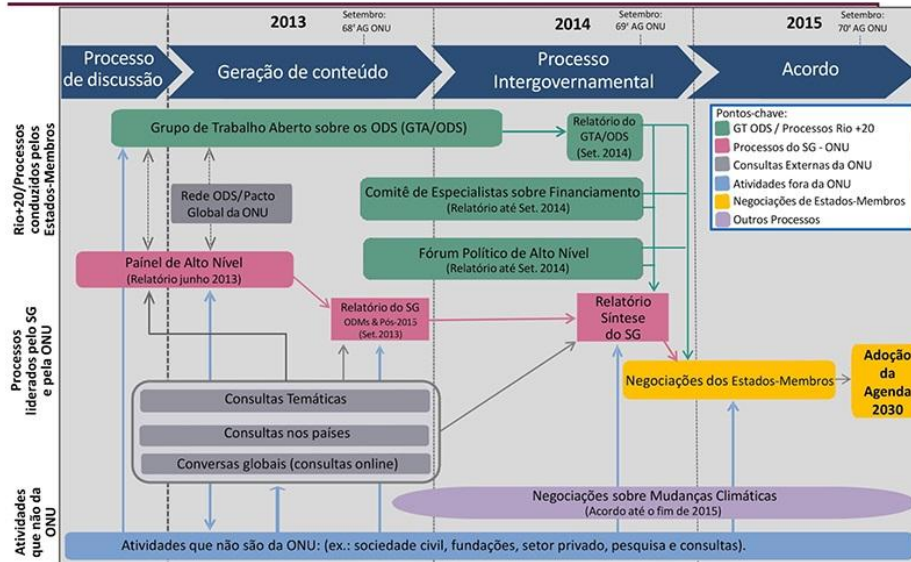 2013
2014
2015
Setembro:
68ª AG ONU
Setembro:
69ª AG ONU
Setembro:
70ª AG ONU
Processo
de discussão
Geração de conteúdo
Processo
Intergovernamental
Acordo
Rio+20/Processos
conduzidos pelos
Estados-Membros
Grupo de Trabalho Aberto sobre os ODS (GTA/ODS)
Relatório do
GTA/ODS
(Set. 2014)
Pontos-chave:
GT ODS / Processos Rio +20
Processos do SG - ONU
Consultas Externas da ONU
Atividades fora da ONU
Negociações de Estados-Membros
Outros Processos
Rede ODS/Pacto
Global da ONU
Comitê de Especialistas sobre Financiamento
(Relatório até Set. 2014)
Fórum Político de Alto Nível
(Relatório até Set. 2014)
Processos
liderados pelo SG
e pela ONU
Paínel de Alto Nível
(Relatório junho 2013)
Relatório do SG
ODMs & Pós-2015
(Set. 2013)
Relatório
Síntese
do SG
Negociações dos Estados-Membros
Adoção
da
Agenda
2030
Consultas Temáticas
Consultas nos países
Conversas globais (consultas online)
Atividades
que não da
ONU
Negociações sobre Mudanças Climáticas
(Acordo até o fim de 2015)
Atividades que não são da ONU: (ex.: sociedade civil, fundações, setor privado, pesquisa e consultas).